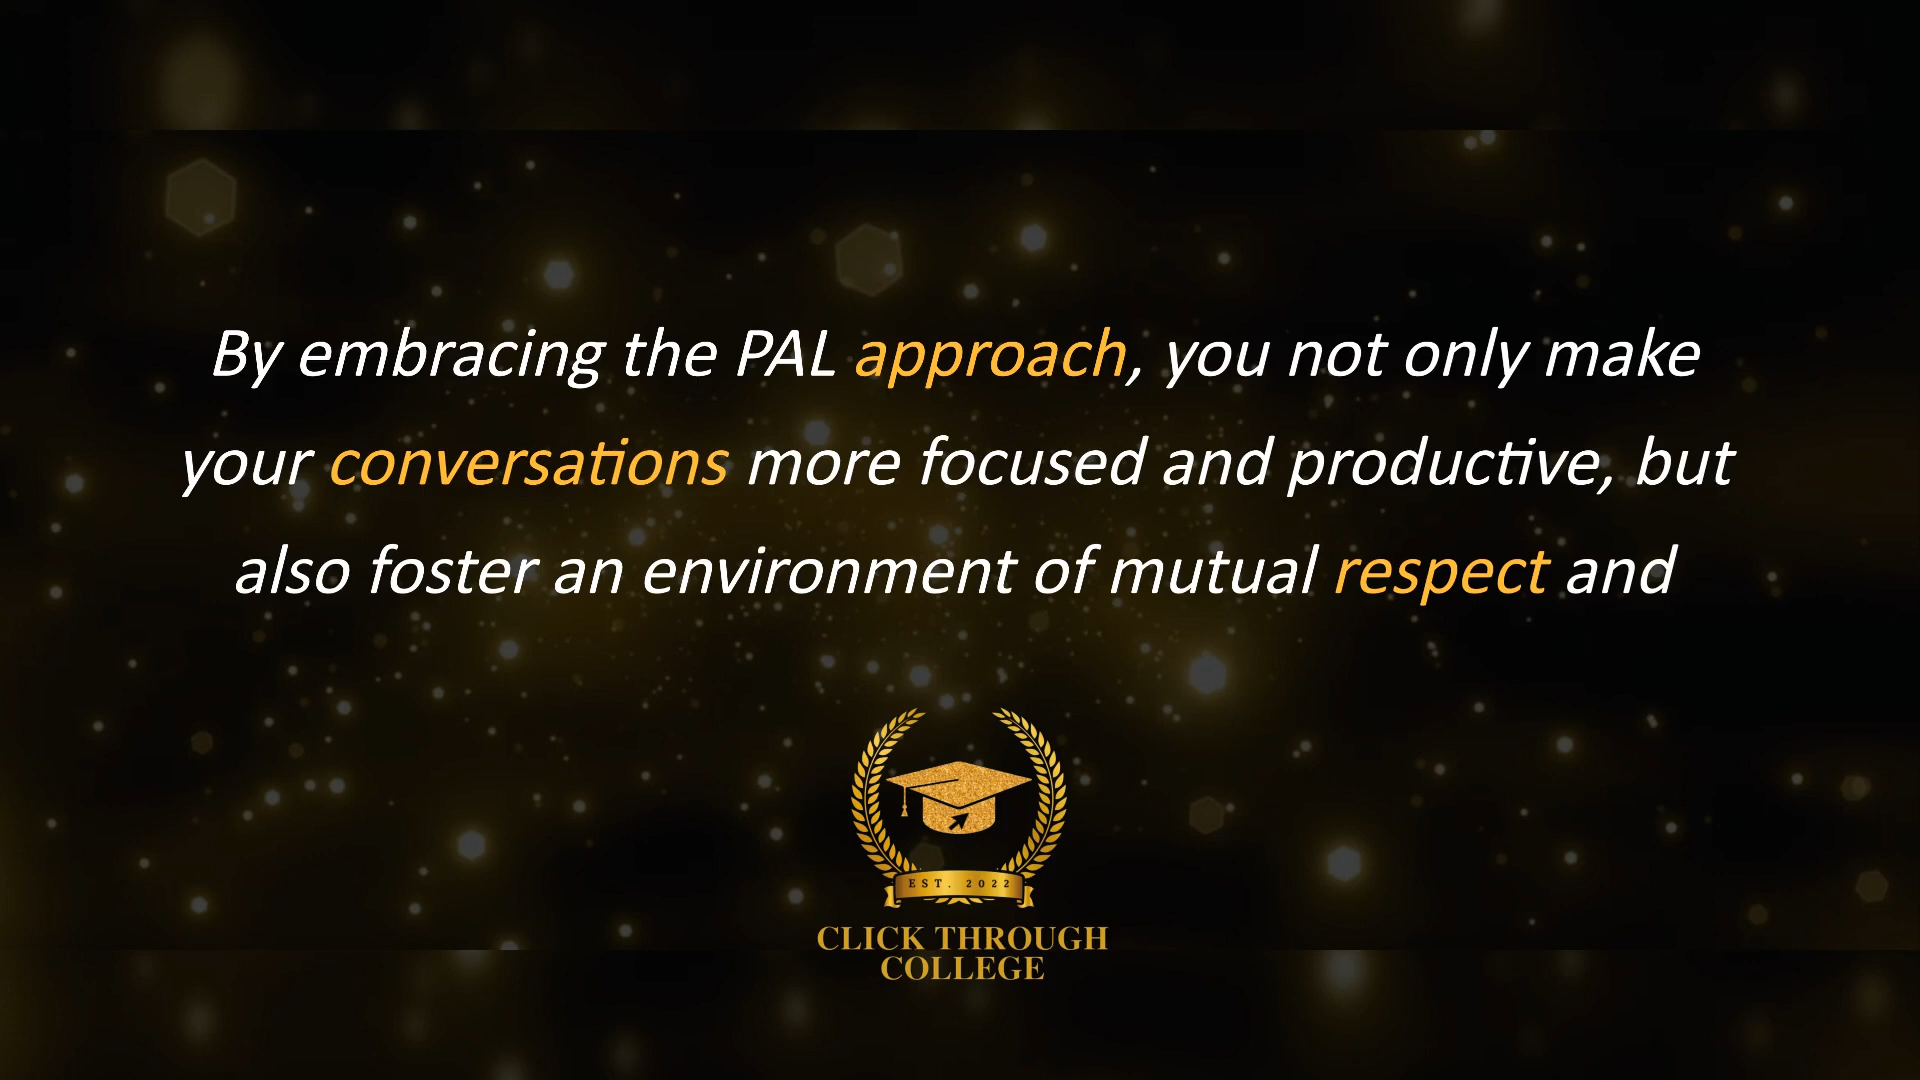 By embracing the PAL approach, you not only make
your conversations more focused and productive, but
also foster an environment of mutual respect and
EST. 2022
CLICK THROUGH
COLLEGE